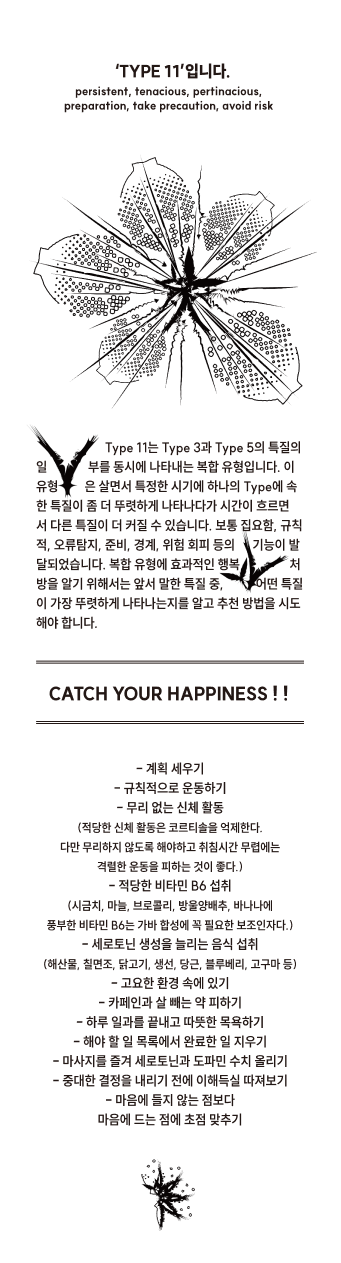 ‘TYPE 11’입니다.
persistent, tenacious, pertinacious,
preparation, take precaution, avoid risk
Type 11는 Type 3과 Type 5의 특질의
일 부를 동시에 나타내는 복합 유형입니다. 이
유형 은 살면서 특정한 시기에 하나의 Type에 속
한 특질이 좀 더 뚜렷하게 나타나다가 시간이 흐르면
서 다른 특질이 더 커질 수 있습니다. 보통 집요함, 규칙
적, 오류탐지, 준비, 경계, 위험 회피 등의 기능이 발
달되었습니다. 복합 유형에 효과적인 행복 처
방을 알기 위해서는 앞서 말한 특질 중, 어떤 특질
이 가장 뚜렷하게 나타나는지를 알고 추천 방법을 시도
해야 합니다.
CATCH YOUR HAPPINESS ! !
- 계획 세우기
- 규칙적으로 운동하기
- 무리 없는 신체 활동
(적당한 신체 활동은 코르티솔을 억제한다.
다만 무리하지 않도록 해야하고 취침시간 무렵에는
격렬한 운동을 피하는 것이 좋다.)
- 적당한 비타민 B6 섭취
(시금치, 마늘, 브로콜리, 방울양배추, 바나나에
풍부한 비타민 B6는 가바 합성에 꼭 필요한 보조인자다.)
- 세로토닌 생성을 늘리는 음식 섭취
(해산물, 칠면조, 닭고기, 생선, 당근, 블루베리, 고구마 등)
- 고요한 환경 속에 있기
- 카페인과 살 빼는 약 피하기
- 하루 일과를 끝내고 따뜻한 목욕하기
- 해야 할 일 목록에서 완료한 일 지우기
- 마사지를 즐겨 세로토닌과 도파민 수치 올리기
- 중대한 결정을 내리기 전에 이해득실 따져보기
- 마음에 들지 않는 점보다
마음에 드는 점에 초점 맞추기